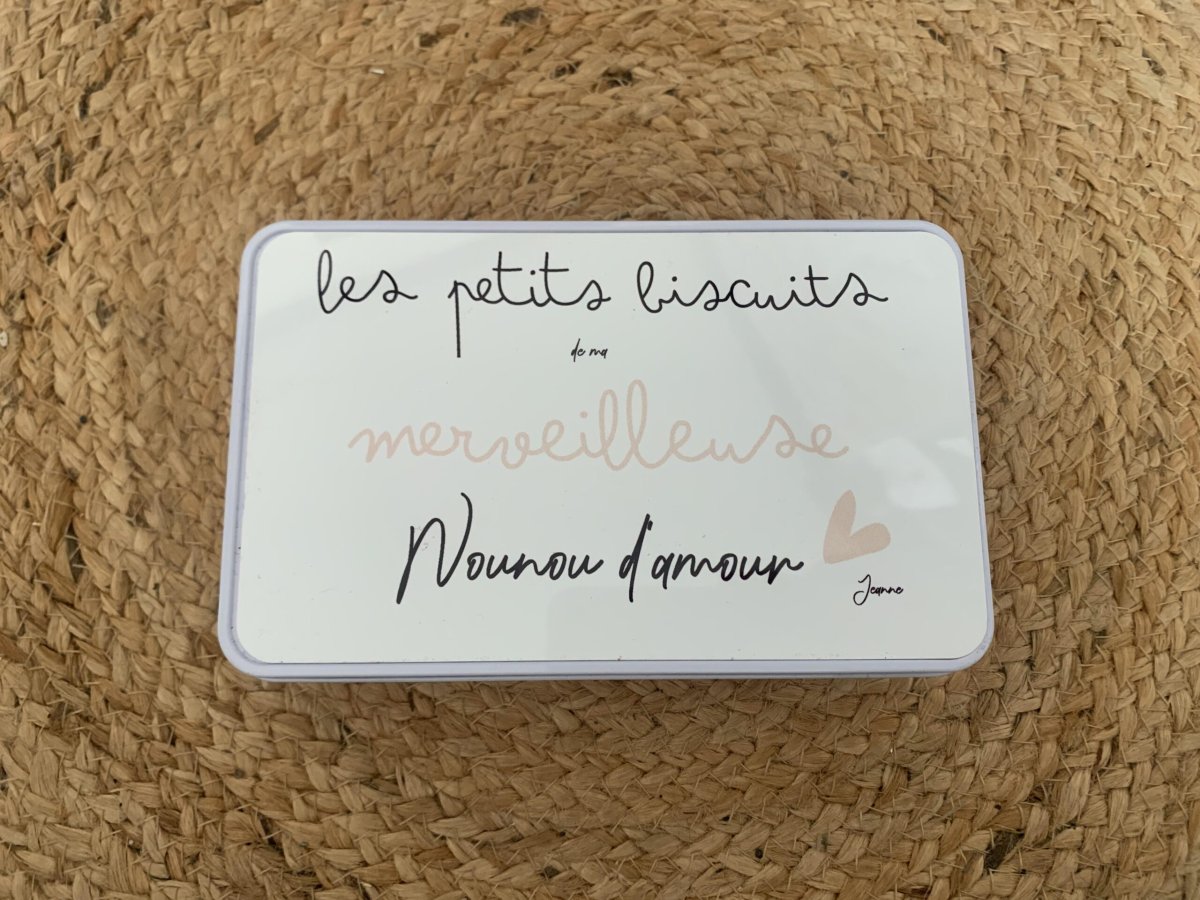 les petits biscuits
de ma
merveilleuse
Nounou d'amour
Jeanne